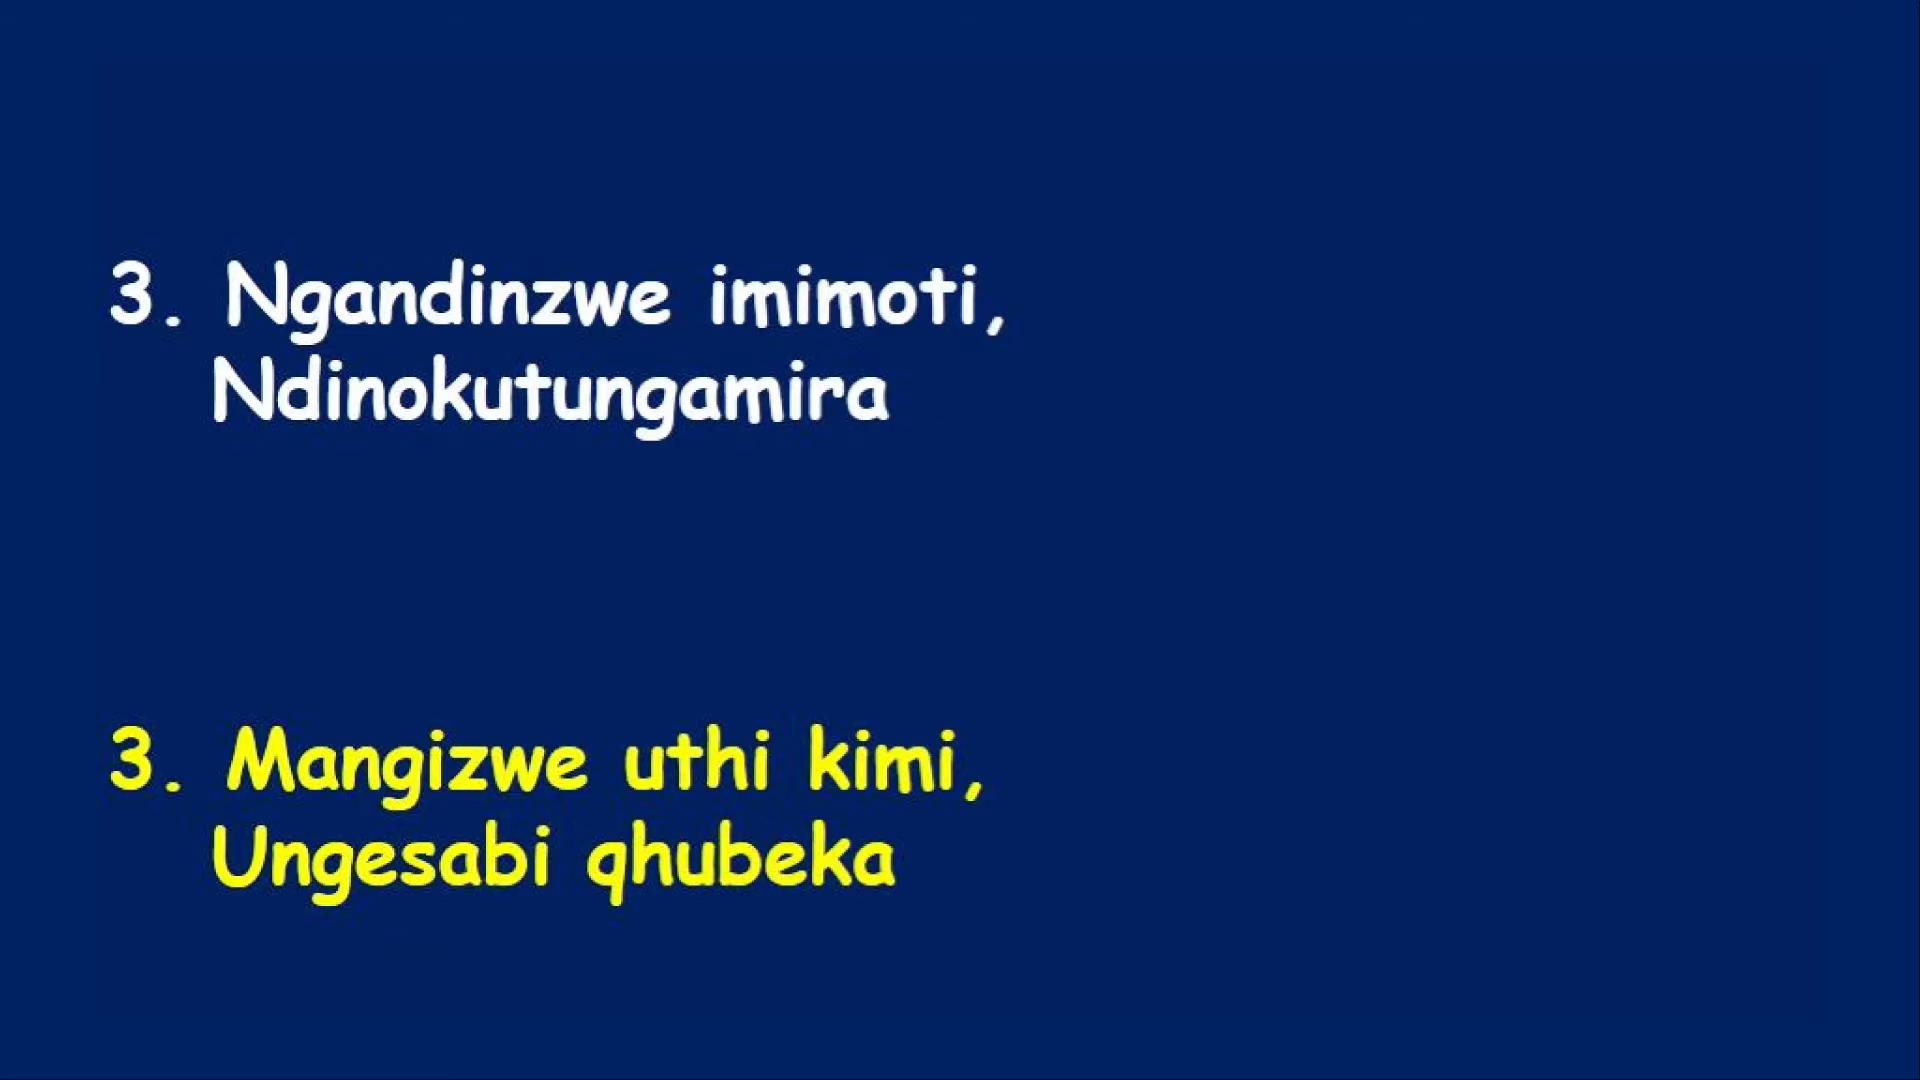 3. Ngandinzwe imimoti,
Ndinokutungamira
3. Mangizwe uthi kimi,
Ungesabi qhubeka